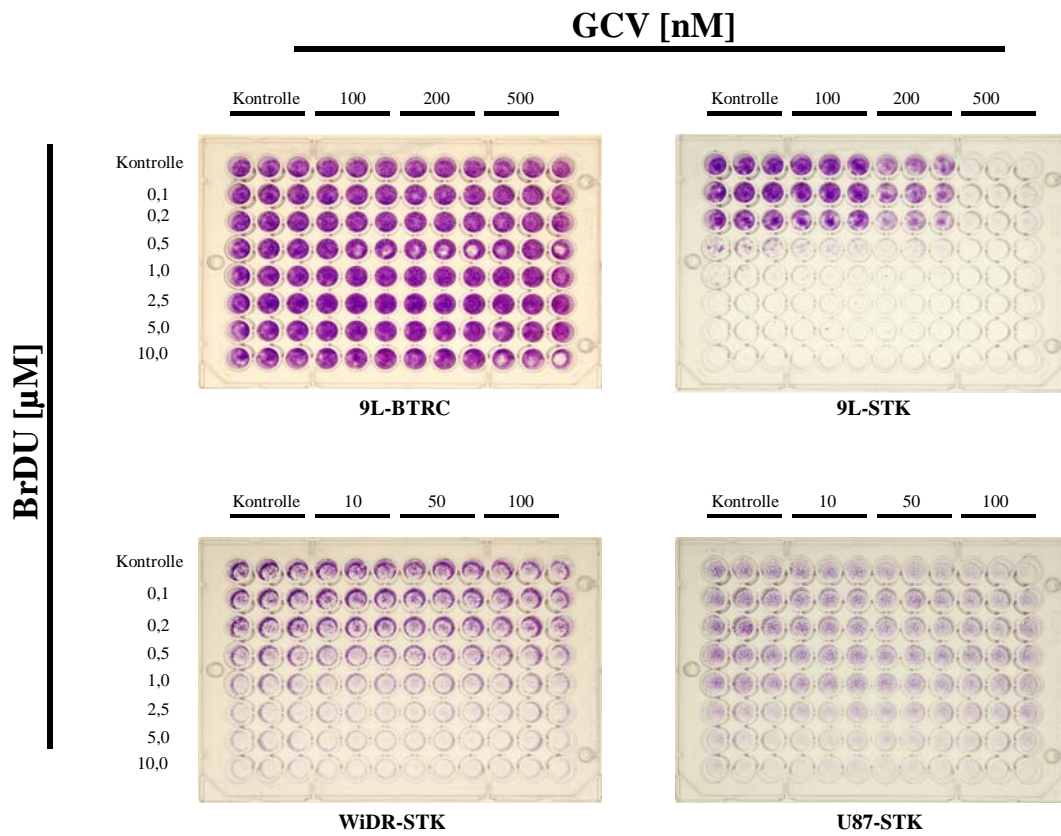 GCV [nM]
Kontrolle 100 200 500
Kontrolle 100 200 500
BrDU [µM]
Kontrolle
0,1
0,2
0,5
1,0
2,5
5,0
10,0
9L-BTRC
9L-STK
Kontrolle 10 50 100
Kontrolle 10 50 100
Kontrolle
0,1
0,2
0,5
1,0
2,5
5,0
10,0
WiDR-STK
U87-STK